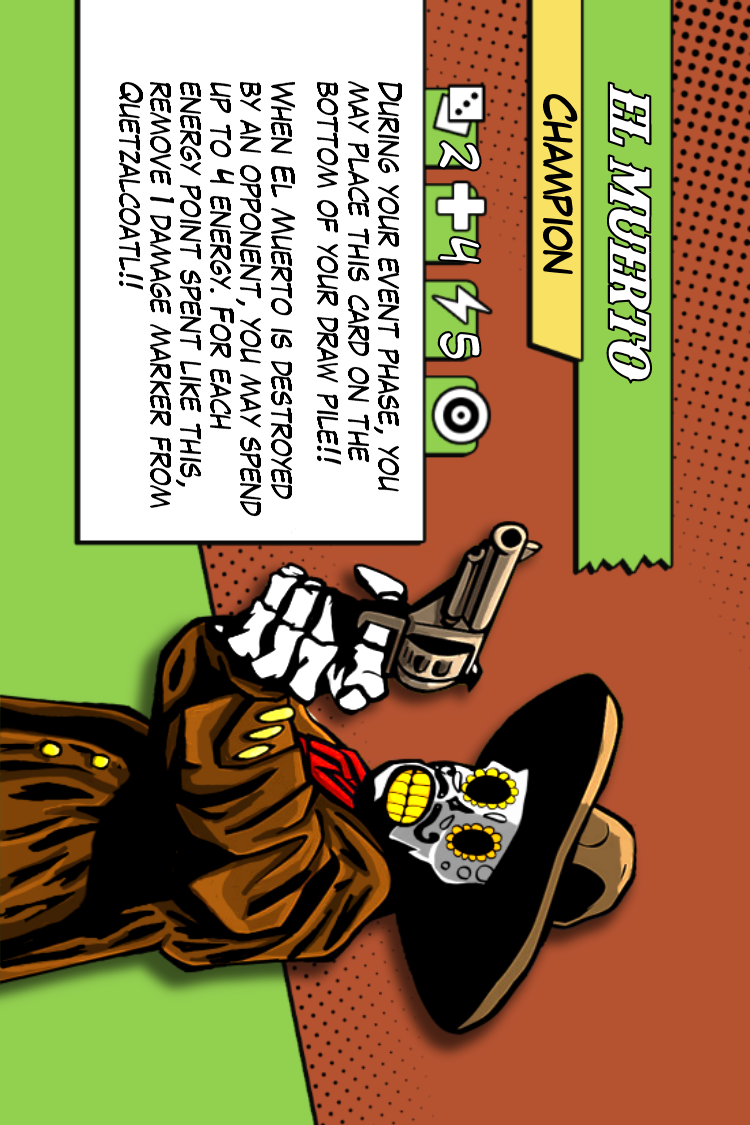 EL MUERTO
CHAMPION
2 4 5
DURING YOUR EVENT PHASE, YOU
MAY PLACE THIS CARD ON THE
BOTTOM OF YOUR DRAW PILE!!
WHEN EL MUERTO IS DESTROYED
BY AN OPPONENT, YOU MAY SPEND
UP TO 4 ENERGY. FOR EACH
ENERGY POINT SPENT LIKE THIS,
REMOVE 1 DAMAGE MARKER FROM
QUETZALCOATL!!